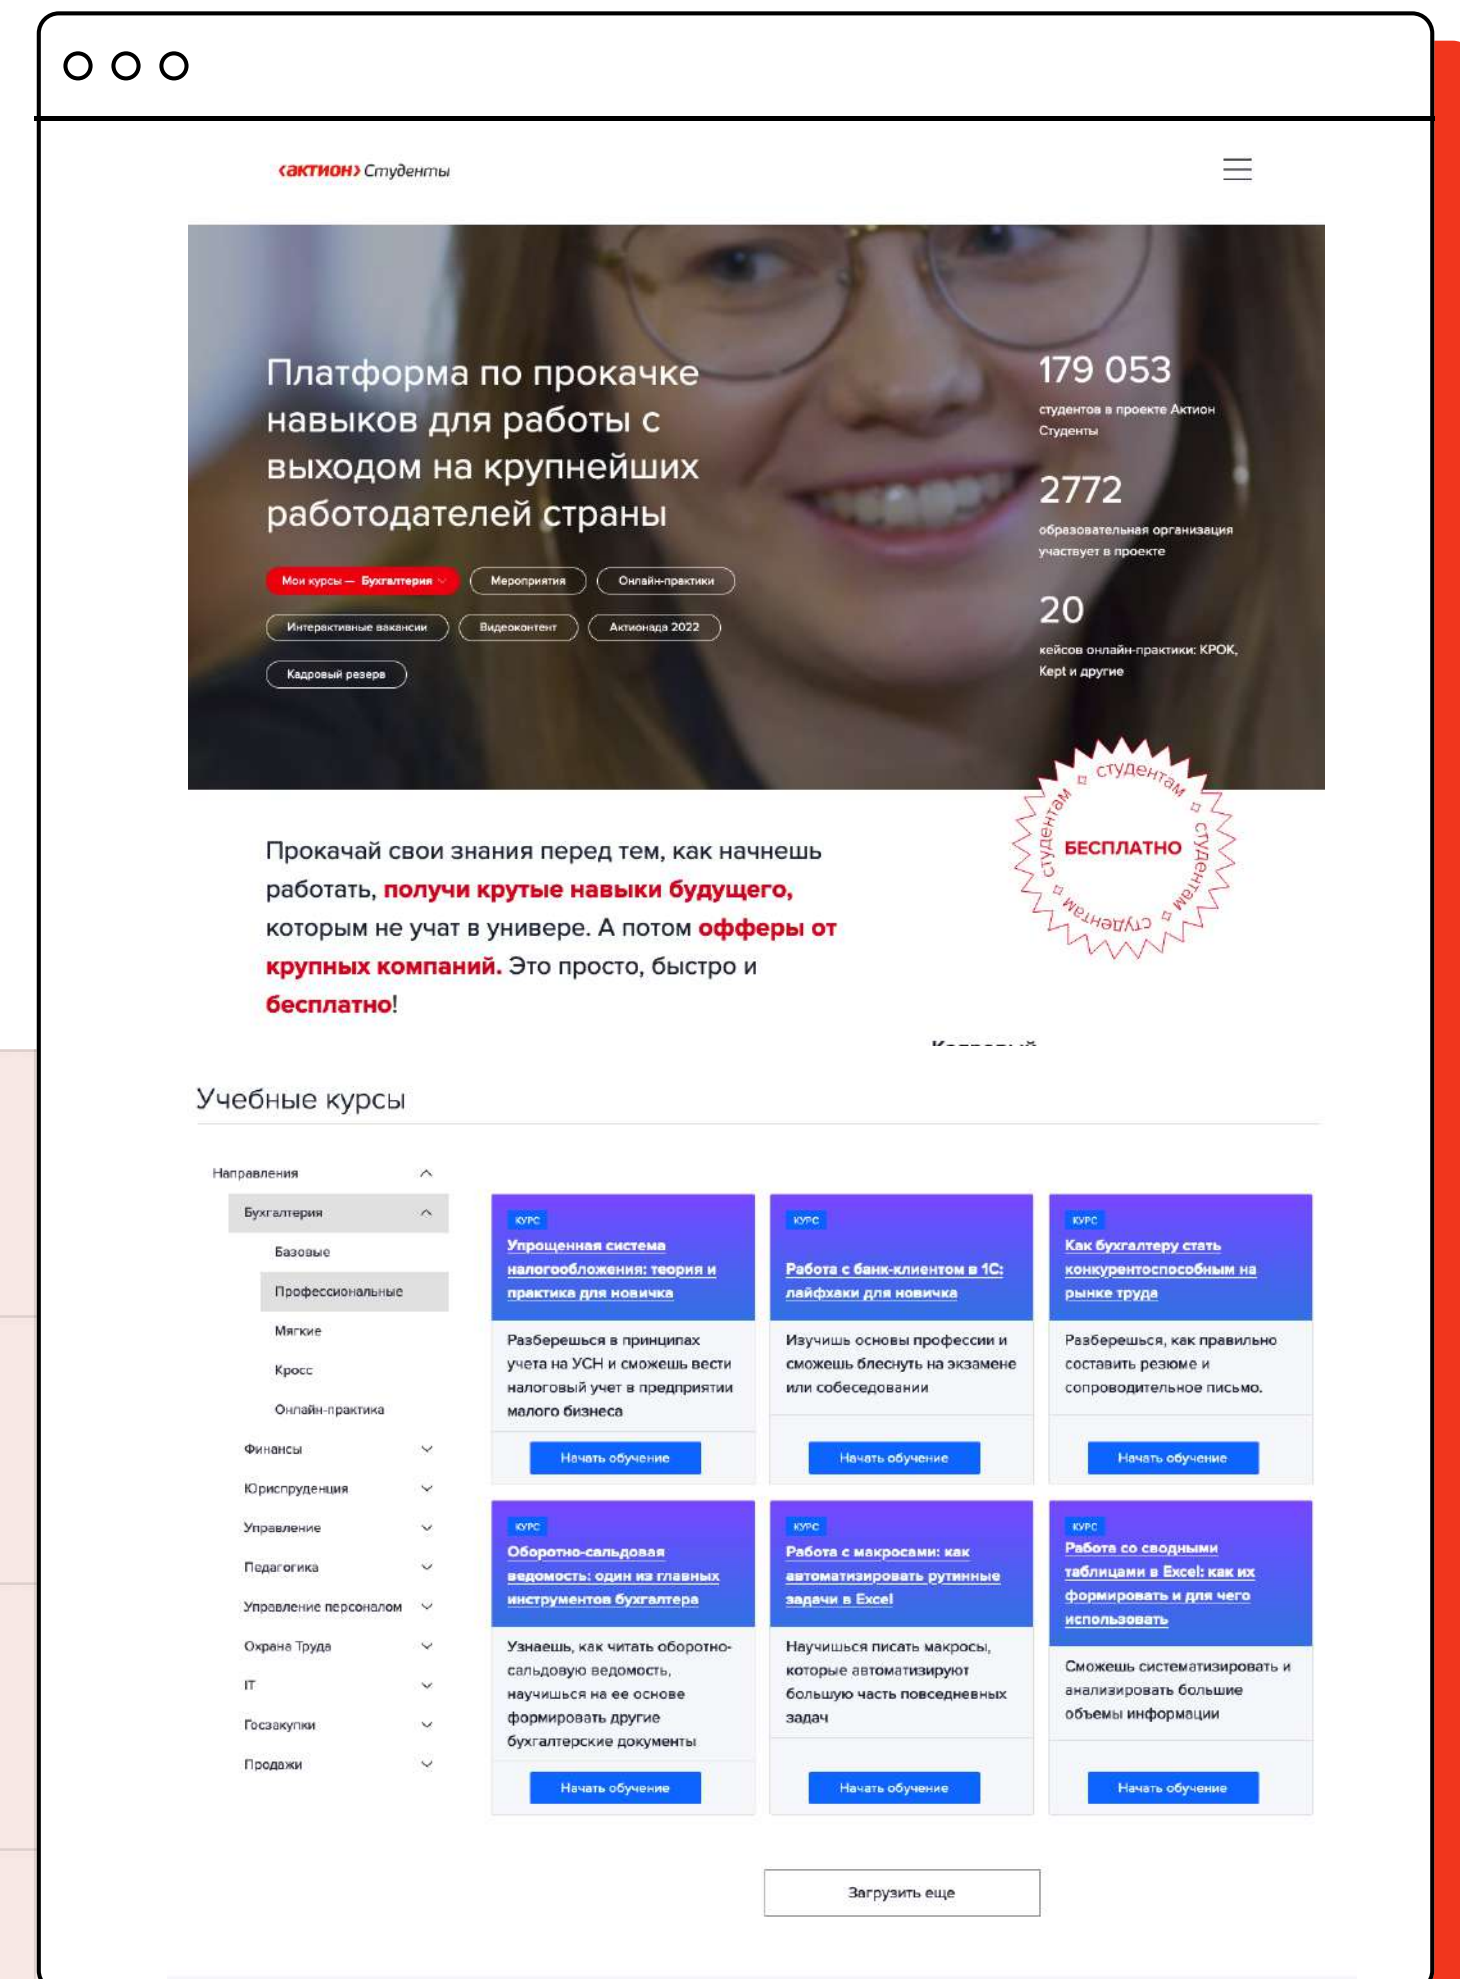 ‹актион› Студенты
Платформа по прокачке
навыков для работы с
выходом на крупнейших
работодателей страны
Мои курсы — Бухгалтерия
Мероприятия
Онлайн-практики
Интерактивные вакансии
Видеоконтент
Актионада 2022
Кадровый резерв
179 053
студентов в проекте Актион
Студенты
2772
образовательная организация
участвует в проекте
20
кейсов онлайн-практики: КРОК,
Kept и другие
студентам ¤ студентам ¤ студентам ¤ студентам ¤
БЕСПЛАТНО
Прокачай свои знания перед тем, как начнешь
работать, получи крутые навыки будущего,
которым не учат в универе. А потом офферы от
крупных компаний. Это просто, быстро и
бесплатно!
Учебные курсы
Направления
Бухгалтерия
Базовые
Профессиональные
Мягкие
Кросс
Онлайн-практика
Финансы
Юриспруденция
Управление
Педагогика
Управление персоналом
Охрана Труда
IT
Госзакупки
Продажи
КУРС
Упрощенная система
налогообложения: теория и
практика для новичка
Разберешься в принципах
учета на УСН и сможешь вести
налоговый учет в предприятии
малого бизнеса
Начать обучение
КУРС
Работа с банк-клиентом в 1С:
лайфхаки для новичка
Изучишь основы профессии и
сможешь блеснуть на экзамене
или собеседовании
Начать обучение
КУРС
Как бухгалтеру стать
конкурентоспособным на
рынке труда
Разберешься, как правильно
составить резюме и
сопроводительное письмо.
Начать обучение
КУРС
Оборотно-сальдовая
ведомость: один из главных
инструментов бухгалтера
Узнаешь, как читать оборотно-
сальдовую ведомость,
научишься на ее основе
формировать другие
бухгалтерские документы
Начать обучение
КУРС
Работа с макросами: как
автоматизировать рутинные
задачи в Excel
Научишься писать макросы,
которые автоматизируют
большую часть повседневных
задач
Начать обучение
КУРС
Работа со сводными
таблицами в Excel: как их
формировать и для чего
использовать
Сможешь систематизировать и
анализировать большие
объемы информации
Начать обучение
Загрузить еще